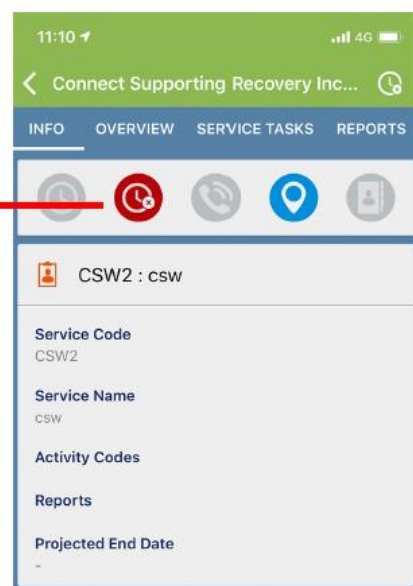 11:10 4G
Connect Supporting Recovery Inc...
INFO OVERVIEW SERVICE TASKS REPORTS
CSW2 : csw
Service Code
CSW2
Service Name
csw
Activity Codes
Reports
Projected End Date
-